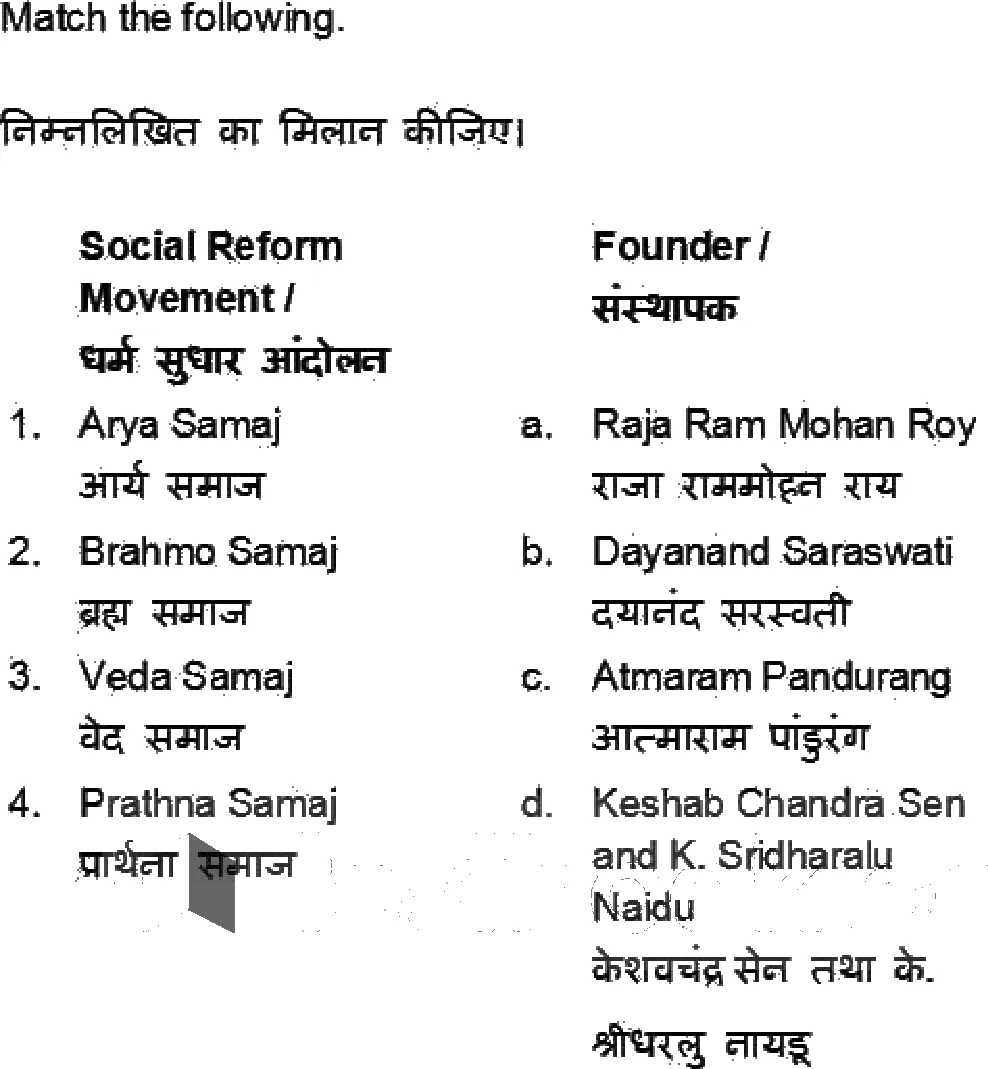 Match the following.
निम्नलिखित का मिलान कीजिए।
Social Reform
Movement /
धर्म सुधार आंदोलन
Founder /
संस्थापक
1. Arya Samaj
आर्य समाज
a. Raja Ram Mohan Roy
राजा राममोहन राय
2. Brahmo Samaj
ब्रह्म समाज
b. Dayanand Saraswati
दयानंद सरस्वती
3. Veda Samaj
वेद समाज
c. Atmaram Pandurang
आत्माराम पांडुरंग
4. Prathna Samaj
प्रार्थना समाज
d. Keshab Chandra Sen
and K. Sridharalu
Naidu
केशवचंद्र सेन तथा के.
श्रीधरलु नायडू